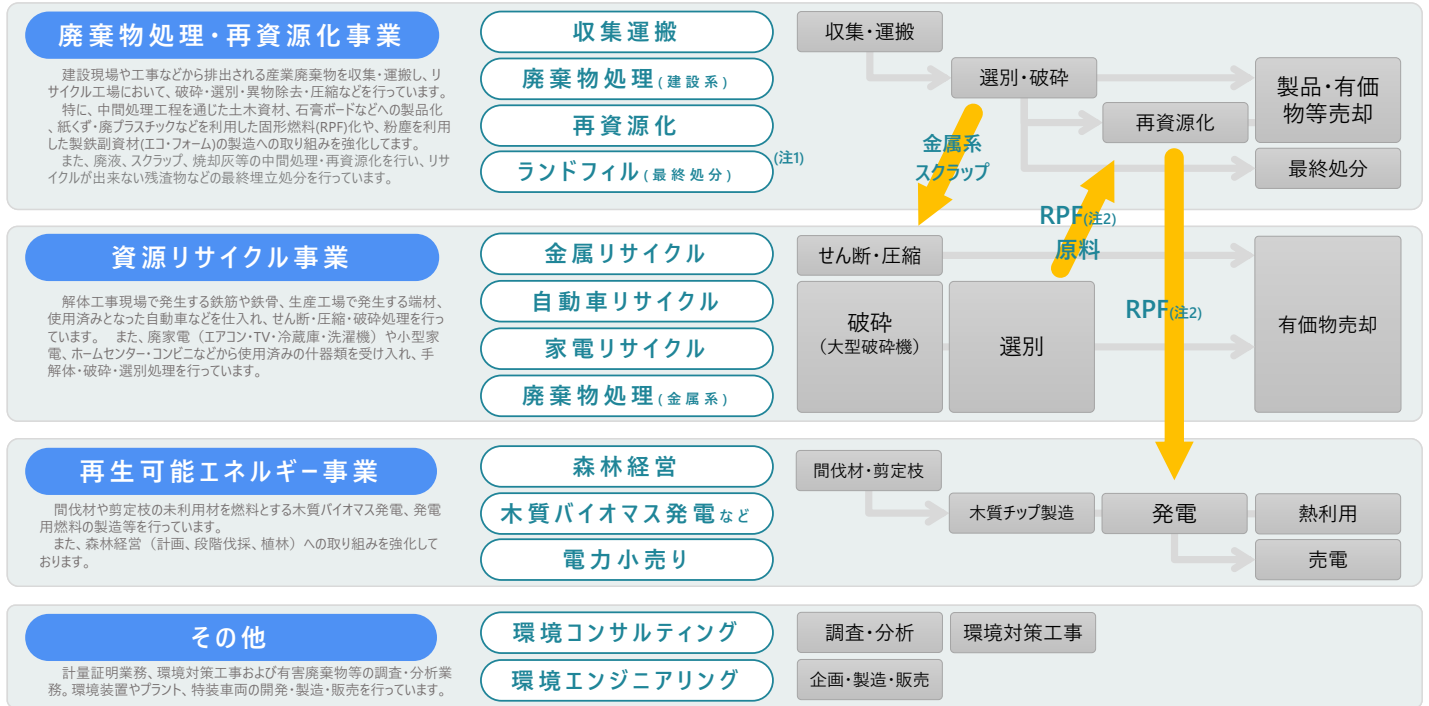 廃棄物処理・再資源化事業
建設現場や工事などから排出される産業廃棄物を収集・運搬し、リ
サイクル工場において、破砕・選別・異物除去・圧縮などを行っています。
特に、中間処理工程を通じた土木資材、石膏ボードなどへの製品化
、紙くず・廃プラスチックなどを利用した固形燃料(RPF)化や、粉塵を利用
した製鉄副資材(エコ・フォーム)の製造への取り組みを強化してます。
また、廃液、スクラップ、焼却灰等の中間処理・再資源化を行い、リサ
イクルが出来ない残渣物などの最終埋立処分を行っています。
収集運搬
廃棄物処理(建設系)
再資源化
ランドフィル(最終処分)
(注1)
収集・運搬
選別・破砕
再資源化
製品・有価
物等売却
最終処分
金属系
スクラップ
RPF(注2)
原料
資源リサイクル事業
解体工事現場で発生する鉄筋や鉄骨、生産工場で発生する端材、
使用済みとなった自動車などを仕入れ、せん断・圧縮・破砕処理を行っ
ています。 また、廃家電（エアコン・TV・冷蔵庫・洗濯機）や小型家
電、ホームセンター・コンビニなどから使用済みの什器類を受け入れ、手
解体・破砕・選別処理を行っています。
金属リサイクル
自動車リサイクル
家電リサイクル
廃棄物処理(金属系)
せん断・圧縮
破砕
（大型破砕機）
選別
RPF(注2)
有価物売却
再生可能エネルギー事業
間伐材や剪定枝の未利用材を燃料とする木質バイオマス発電、発電
用燃料の製造等を行っています。
また、森林経営（計画、段階伐採、植林）への取り組みを強化して
おります。
森林経営
木質バイオマス発電など
電力小売り
間伐材・剪定枝
木質チップ製造
発電
熱利用
売電
その他
計量証明業務、環境対策工事および有害廃棄物等の調査・分析業
務。環境装置やプラント、特装車両の開発・製造・販売を行っています。
環境コンサルティング
環境エンジニアリング
調査・分析
環境対策工事
企画・製造・販売